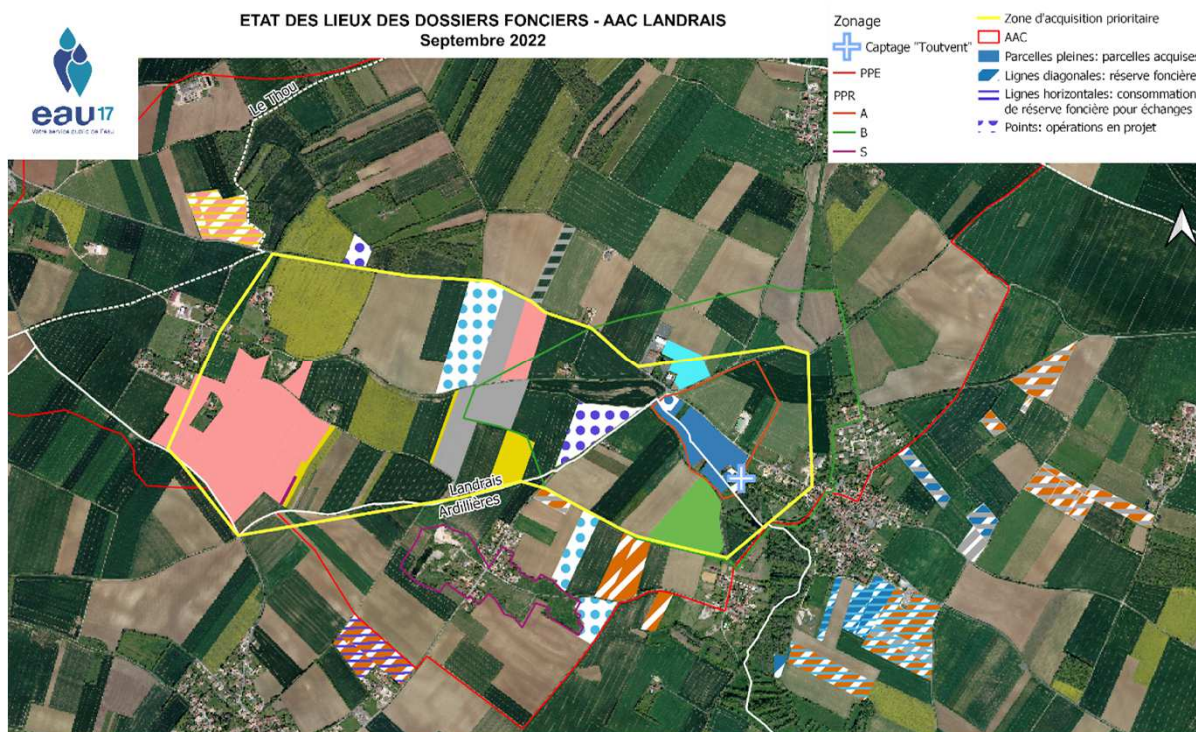 ETAT DES LIEUX DES DOSSIERS FONCIERS - AAC LANDRAIS
Septembre 2022
eau17
Votre service public de l'eau
Zonage
Captage "Toutvent"
PPE
PPR
A
B
S
Zone d'acquisition prioritaire
AAC
Parcelles pleines: parcelles acquises
Lignes diagonales: réserve foncière
Lignes horizontales: consommation
de réserve foncière pour échanges
Points: opérations en projet
Le Thou
Landrais
Ardillières